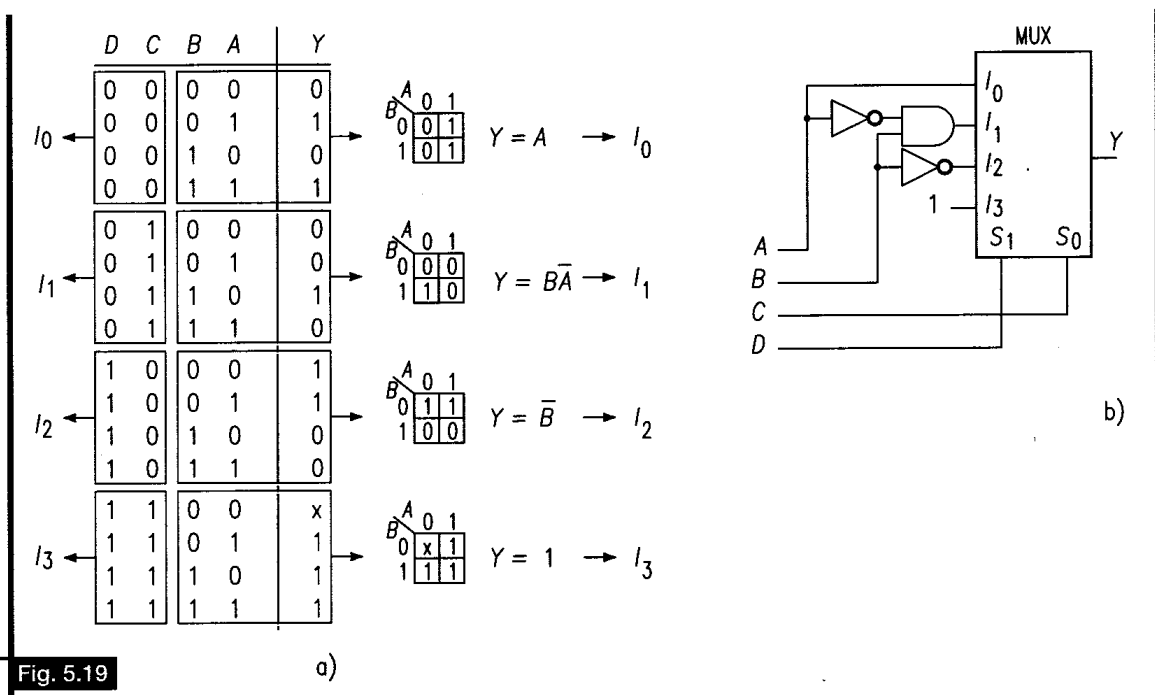 D C B A Y
0 0 0 0 0
0 0 0 1 1
0 0 1 0 0
0 0 1 1 1
I0
A 0 1
B
0 0 1
1 0 1
Y = A → I0
0 1 0 0 0
0 1 0 1 0
0 1 1 0 1
0 1 1 1 0
I1
A 0 1
B
0 0 0
1 1 0
Y = BA̅ → I1
1 0 0 0 1
1 0 0 1 1
1 0 1 0 0
1 0 1 1 0
I2
A 0 1
B
0 1 1
1 0 0
Y = B̅ → I2
1 1 0 0 x
1 1 0 1 1
1 1 1 0 1
1 1 1 1 1
I3
A 0 1
B
0 x 1
1 1 1
Y = 1 → I3
a)
Fig. 5.19
MUX
I0
I1
I2
1 I3
S1 S0
Y
A
B
C
D
b)